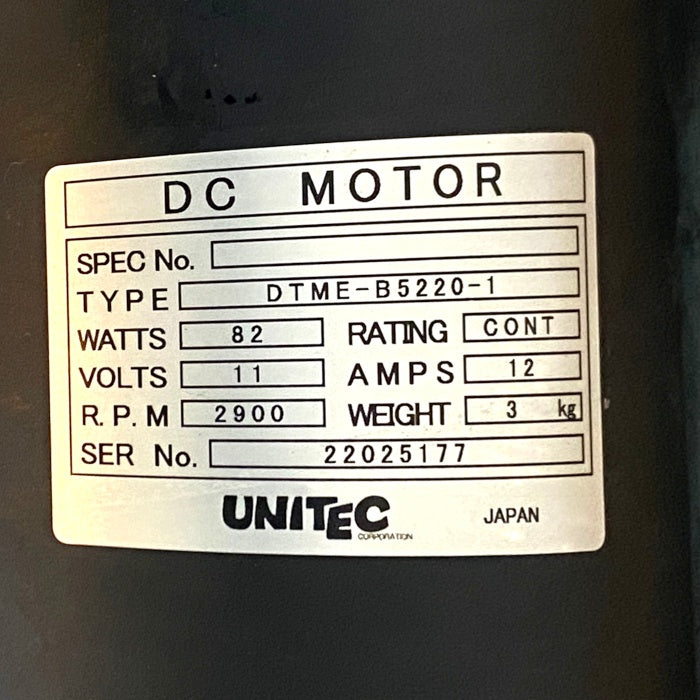 DC MOTOR
SPEC No.
TYPE DTME-B5220-1
WATTS 82 RATING CONT
VOLTS 11 AMPS 12
R.P.M 2900 WEIGHT 3 kg
SER No. 22025177
UNITEC JAPAN
CORPORATION